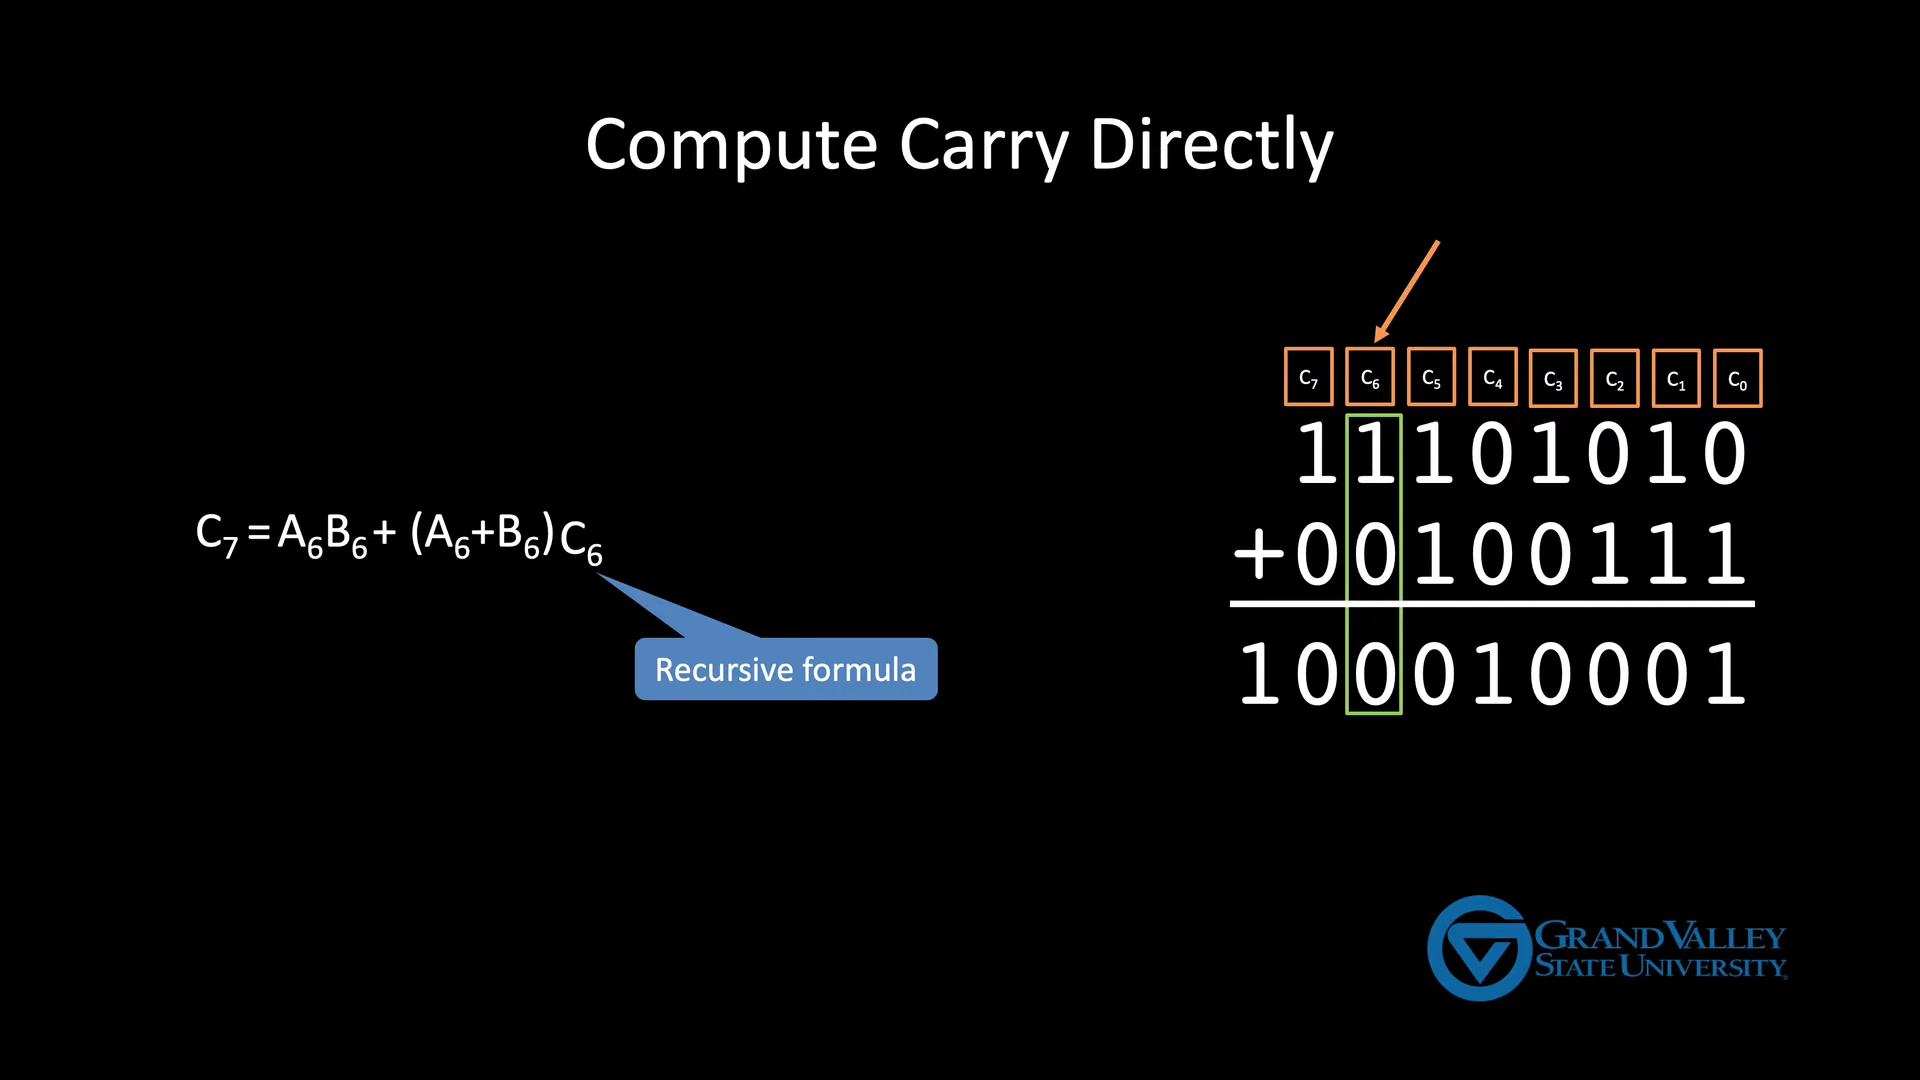 Compute Carry Directly
C₇ C₆ C₅ C₄ C₃ C₂ C₁ C₀
11101010
+00100111
100010001
C₇ = A₆B₆ + (A₆+B₆)C₆
Recursive formula
GRAND VALLEY
STATE UNIVERSITY